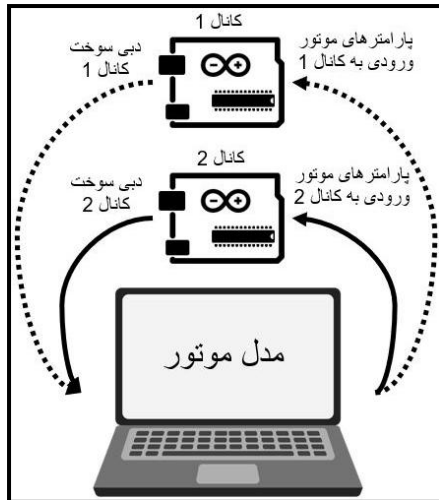 کانال 1
پارامترهای موتور
ورودی به کانال 1
دبی سوخت
کانال 1
کانال 2
پارامترهای موتور
ورودی به کانال 2
دبی سوخت
کانال 2
مدل موتور